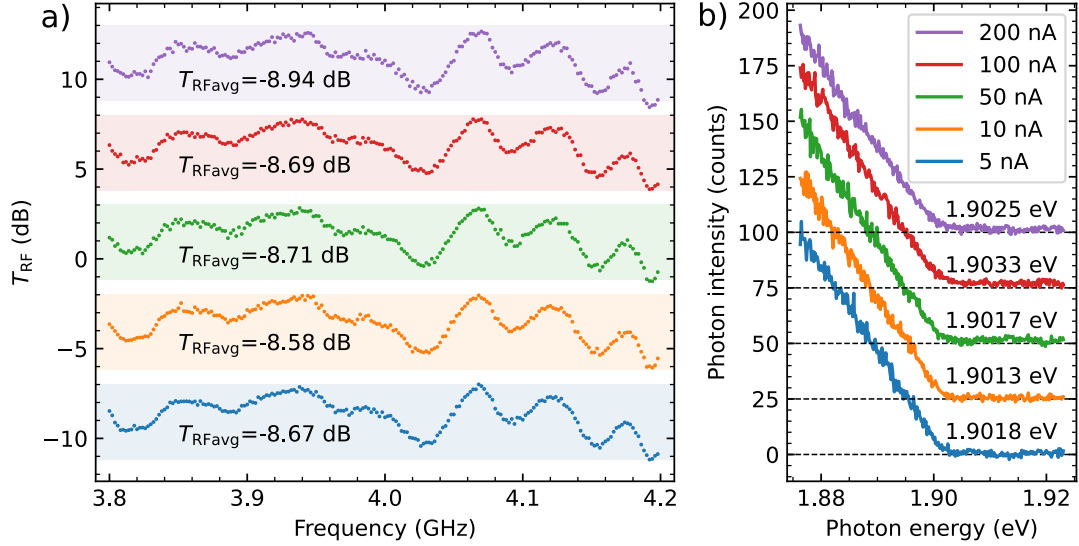 a)
T_RF (dB)
10
5
0
−5
−10
T_RFavg=-8.94 dB
T_RFavg=-8.69 dB
T_RFavg=-8.71 dB
T_RFavg=-8.58 dB
T_RFavg=-8.67 dB
3.8 3.9 4.0 4.1 4.2
Frequency (GHz)
b)
Photon intensity (counts)
200
175
150
125
100
75
50
25
0
200 nA
100 nA
50 nA
10 nA
5 nA
1.9025 eV
1.9033 eV
1.9017 eV
1.9013 eV
1.9018 eV
1.88 1.90 1.92
Photon energy (eV)